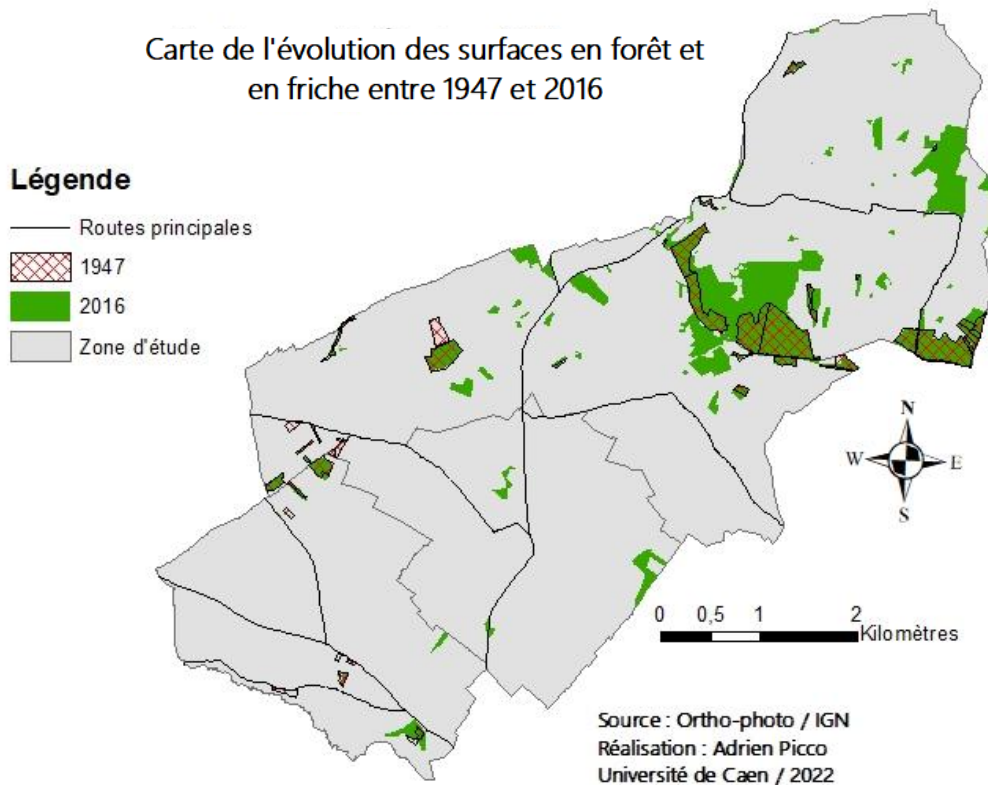 Carte de l'évolution des surfaces en forêt et
en friche entre 1947 et 2016
Légende
Routes principales
1947
2016
Zone d'étude
N
W
E
S
0 0,5 1 2
Kilomètres
Source : Ortho-photo / IGN
Réalisation : Adrien Picco
Université de Caen / 2022